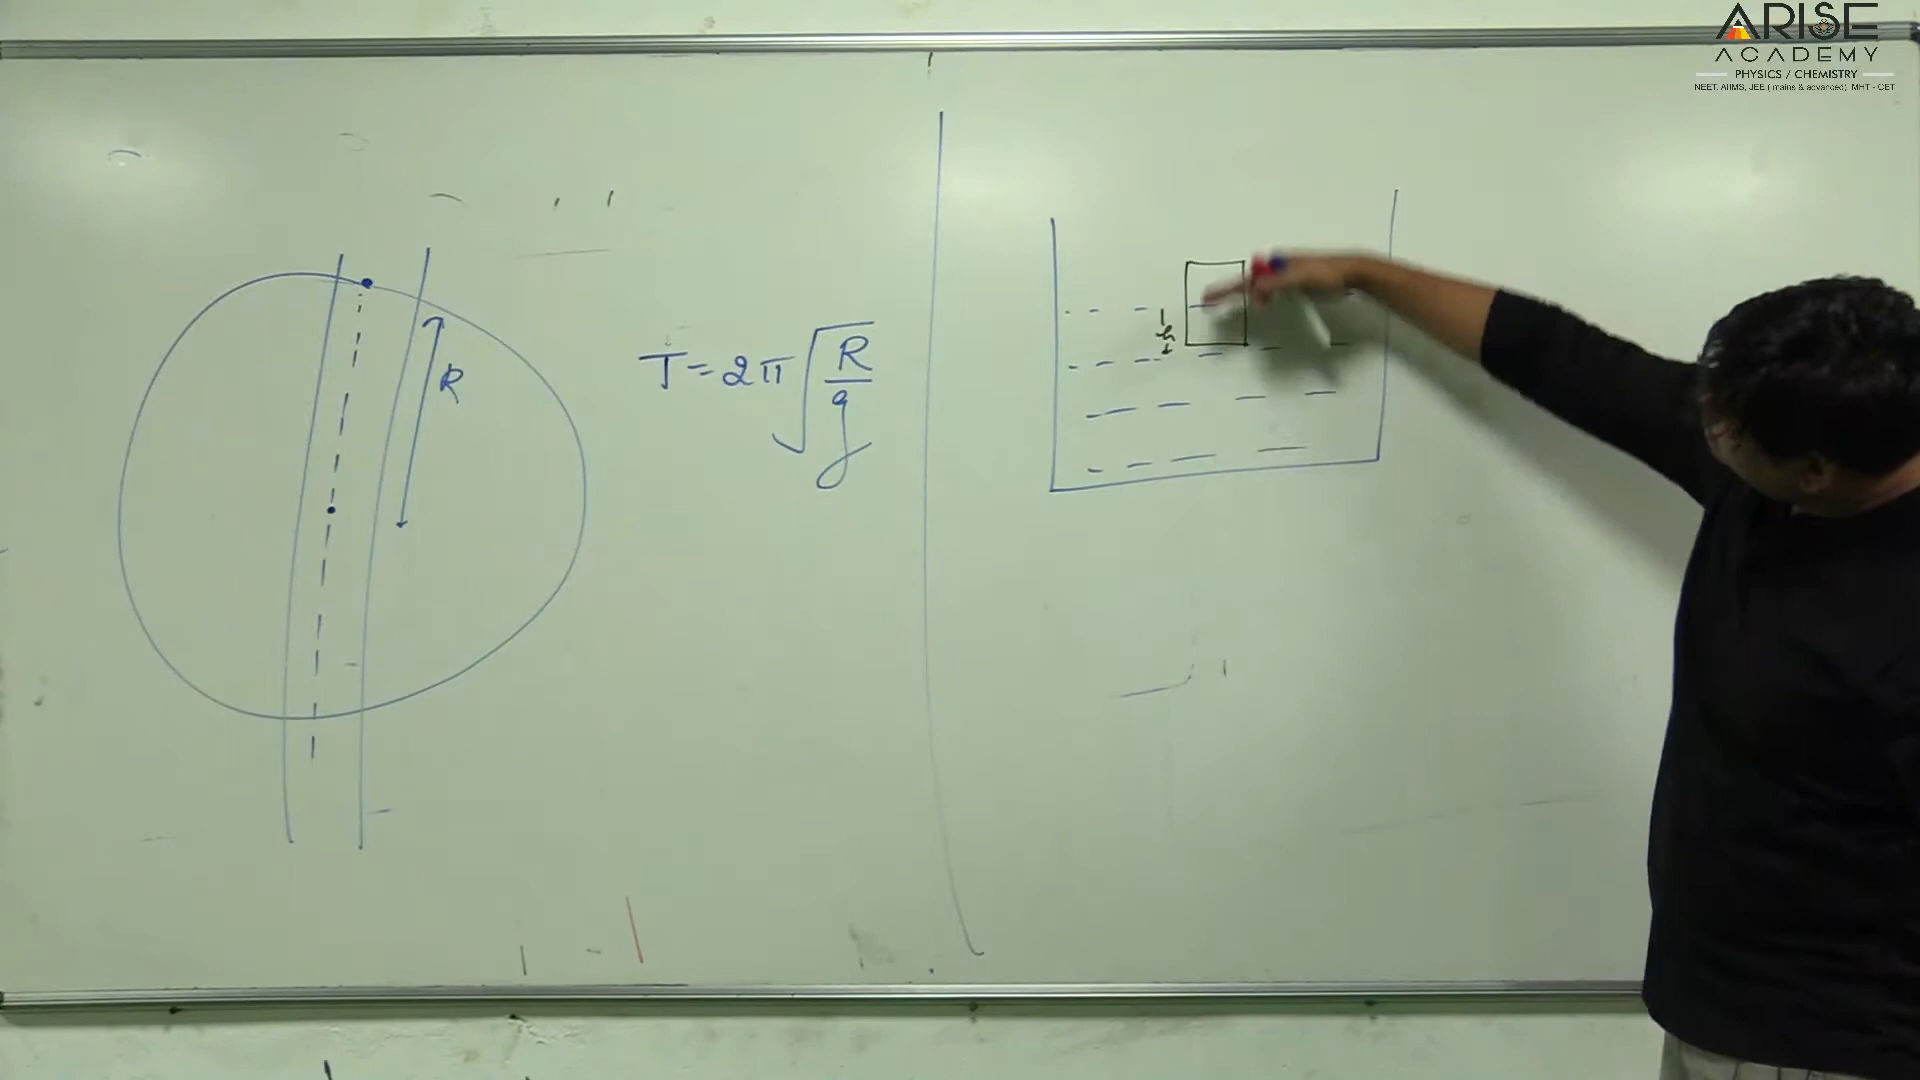 ARISE
ACADEMY
PHYSICS / CHEMISTRY
NEET, AIIMS, JEE (mains & advanced) MHT - CET
R
T = 2π√(R/g)
h